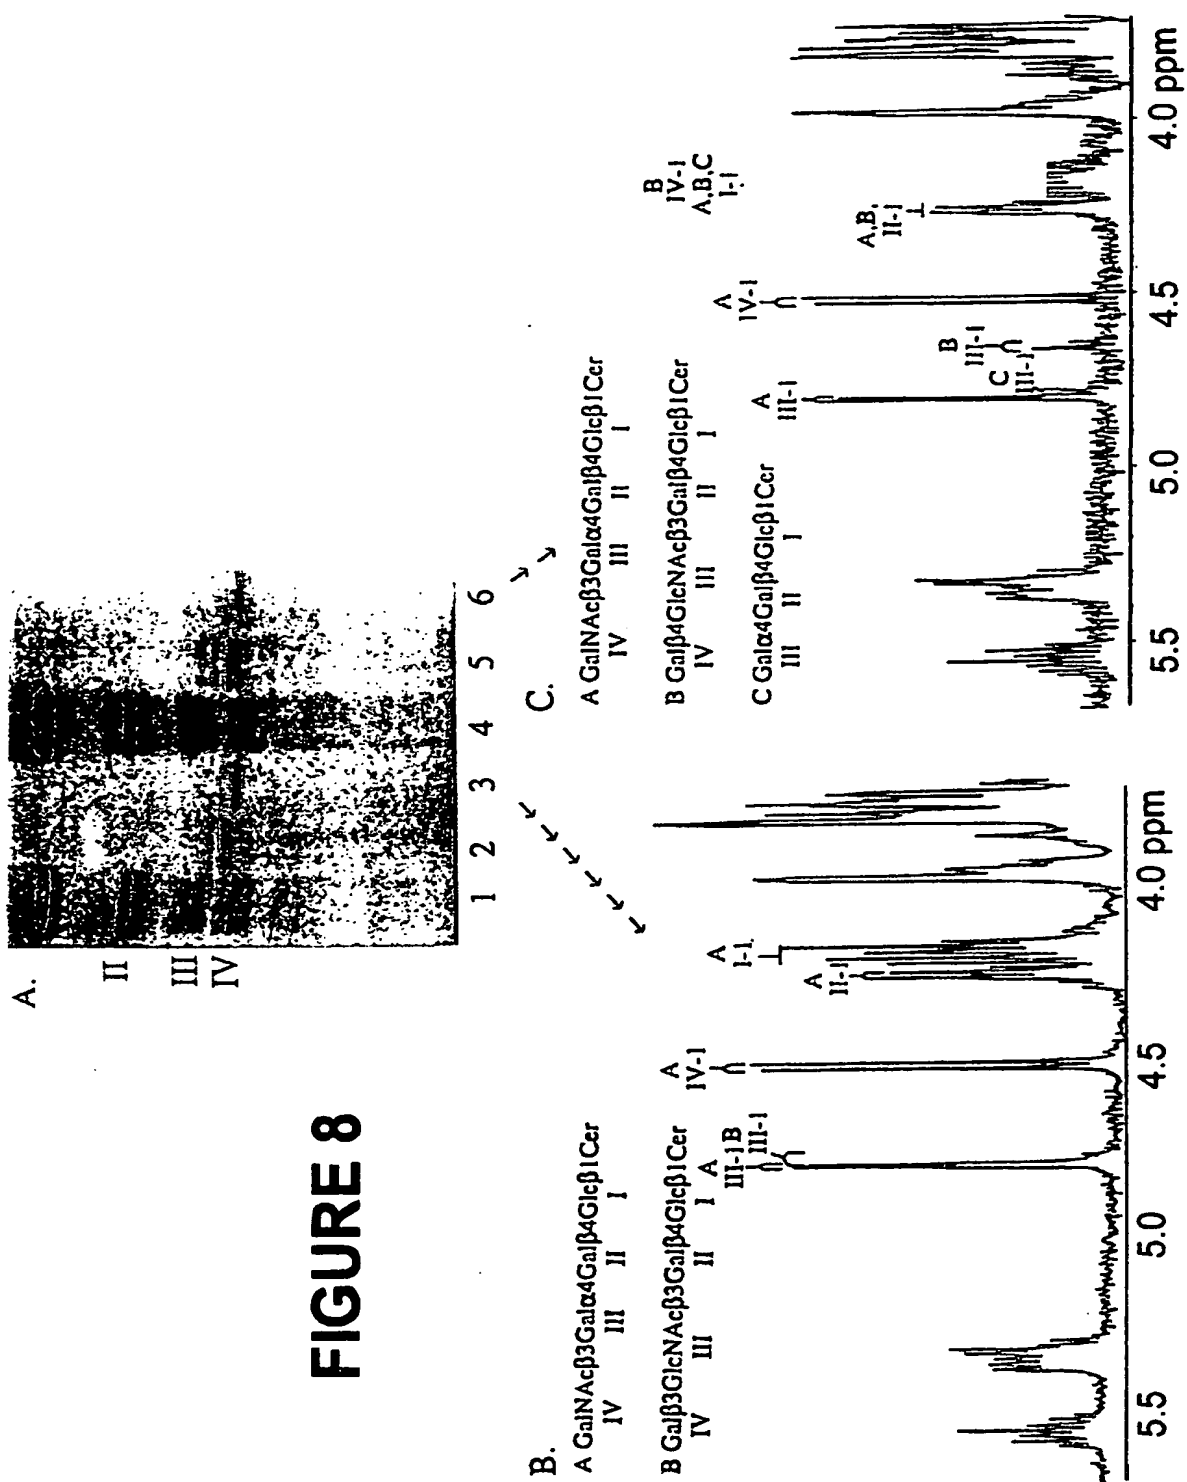 FIGURE 8
A.
II
III
IV
1 2 3 4 5 6
B.
A GalNAcβ3Galα4Galβ4Glcβ1Cer
IV III II I
B Galβ3GlcNAcβ3Galβ4Glcβ1Cer
IV III II I
A
III-1
B
III-1
A
IV-1
A
II-1
A
I-1.
5.5 5.0 4.5 4.0 ppm
C.
A GalNAcβ3Galα4Galβ4Glcβ1Cer
IV III II I
B Galβ4GlcNAcβ3Galβ4Glcβ1Cer
IV III II I
C Galα4Galβ4Glcβ1Cer
III II I
A
III-1
C
III-1
B
III-1
A
IV-1
A,B,
II-1
B
IV-1
A,B,C
I-1.
5.5 5.0 4.5 4.0 ppm